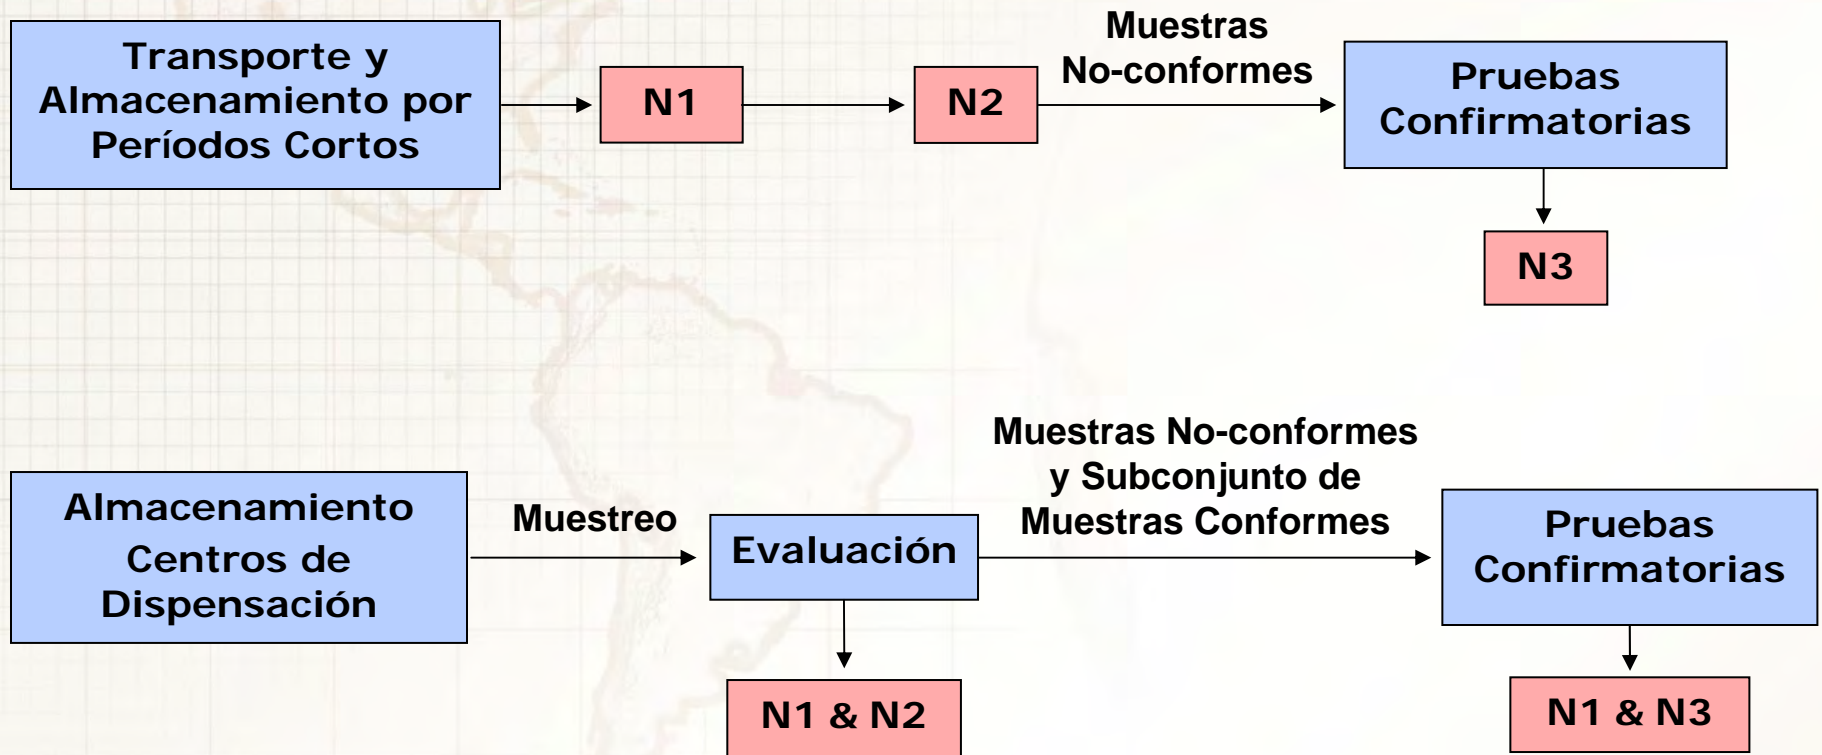 Transporte y
Almacenamiento por
Períodos Cortos
N1
N2
Muestras
No-conformes
Pruebas
Confirmatorias
N3
Almacenamiento
Centros de
Dispensación
Muestreo
Evaluación
N1 & N2
Muestras No-conformes
y Subconjunto de
Muestras Conformes
Pruebas
Confirmatorias
N1 & N3